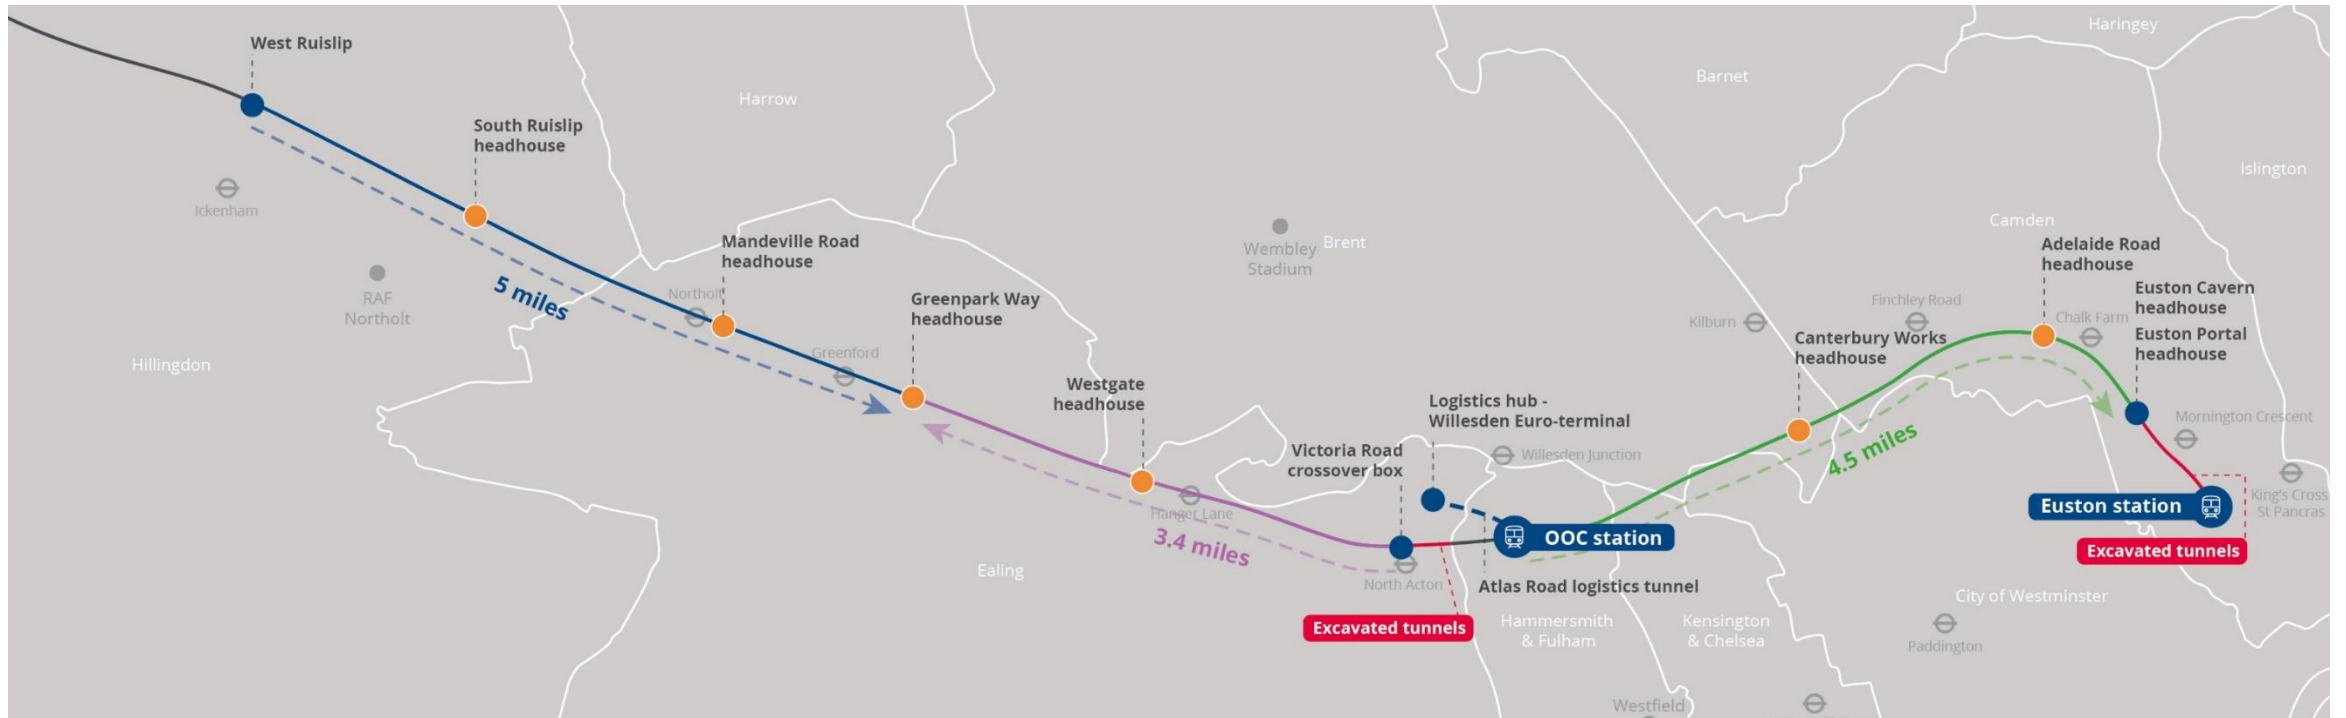 Haringey
West Ruislip
Barnet
Harrow
South Ruislip
headhouse
Islington
Ickenham
Camden
Wembley
Stadium
Brent
Mandeville Road
headhouse
Adelaide Road
headhouse
5 miles
RAF
Northolt
Northolt
Greenpark Way
headhouse
Euston Cavern
headhouse
Finchley Road
Kilburn
Chalk Farm
Euston Portal
headhouse
Canterbury Works
headhouse
Greenford
Hillingdon
Westgate
headhouse
Logistics hub -
Willesden Euro-terminal
Mornington Crescent
Victoria Road
crossover box
Willesden Junction
4.5 miles
King's Cross
St Pancras
Euston station
Hanger Lane
3.4 miles
OOC station
Excavated tunnels
Ealing
North Acton
Atlas Road logistics tunnel
City of Westminster
Excavated tunnels
Hammersmith
& Fulham
Kensington
& Chelsea
Paddington
Westfield